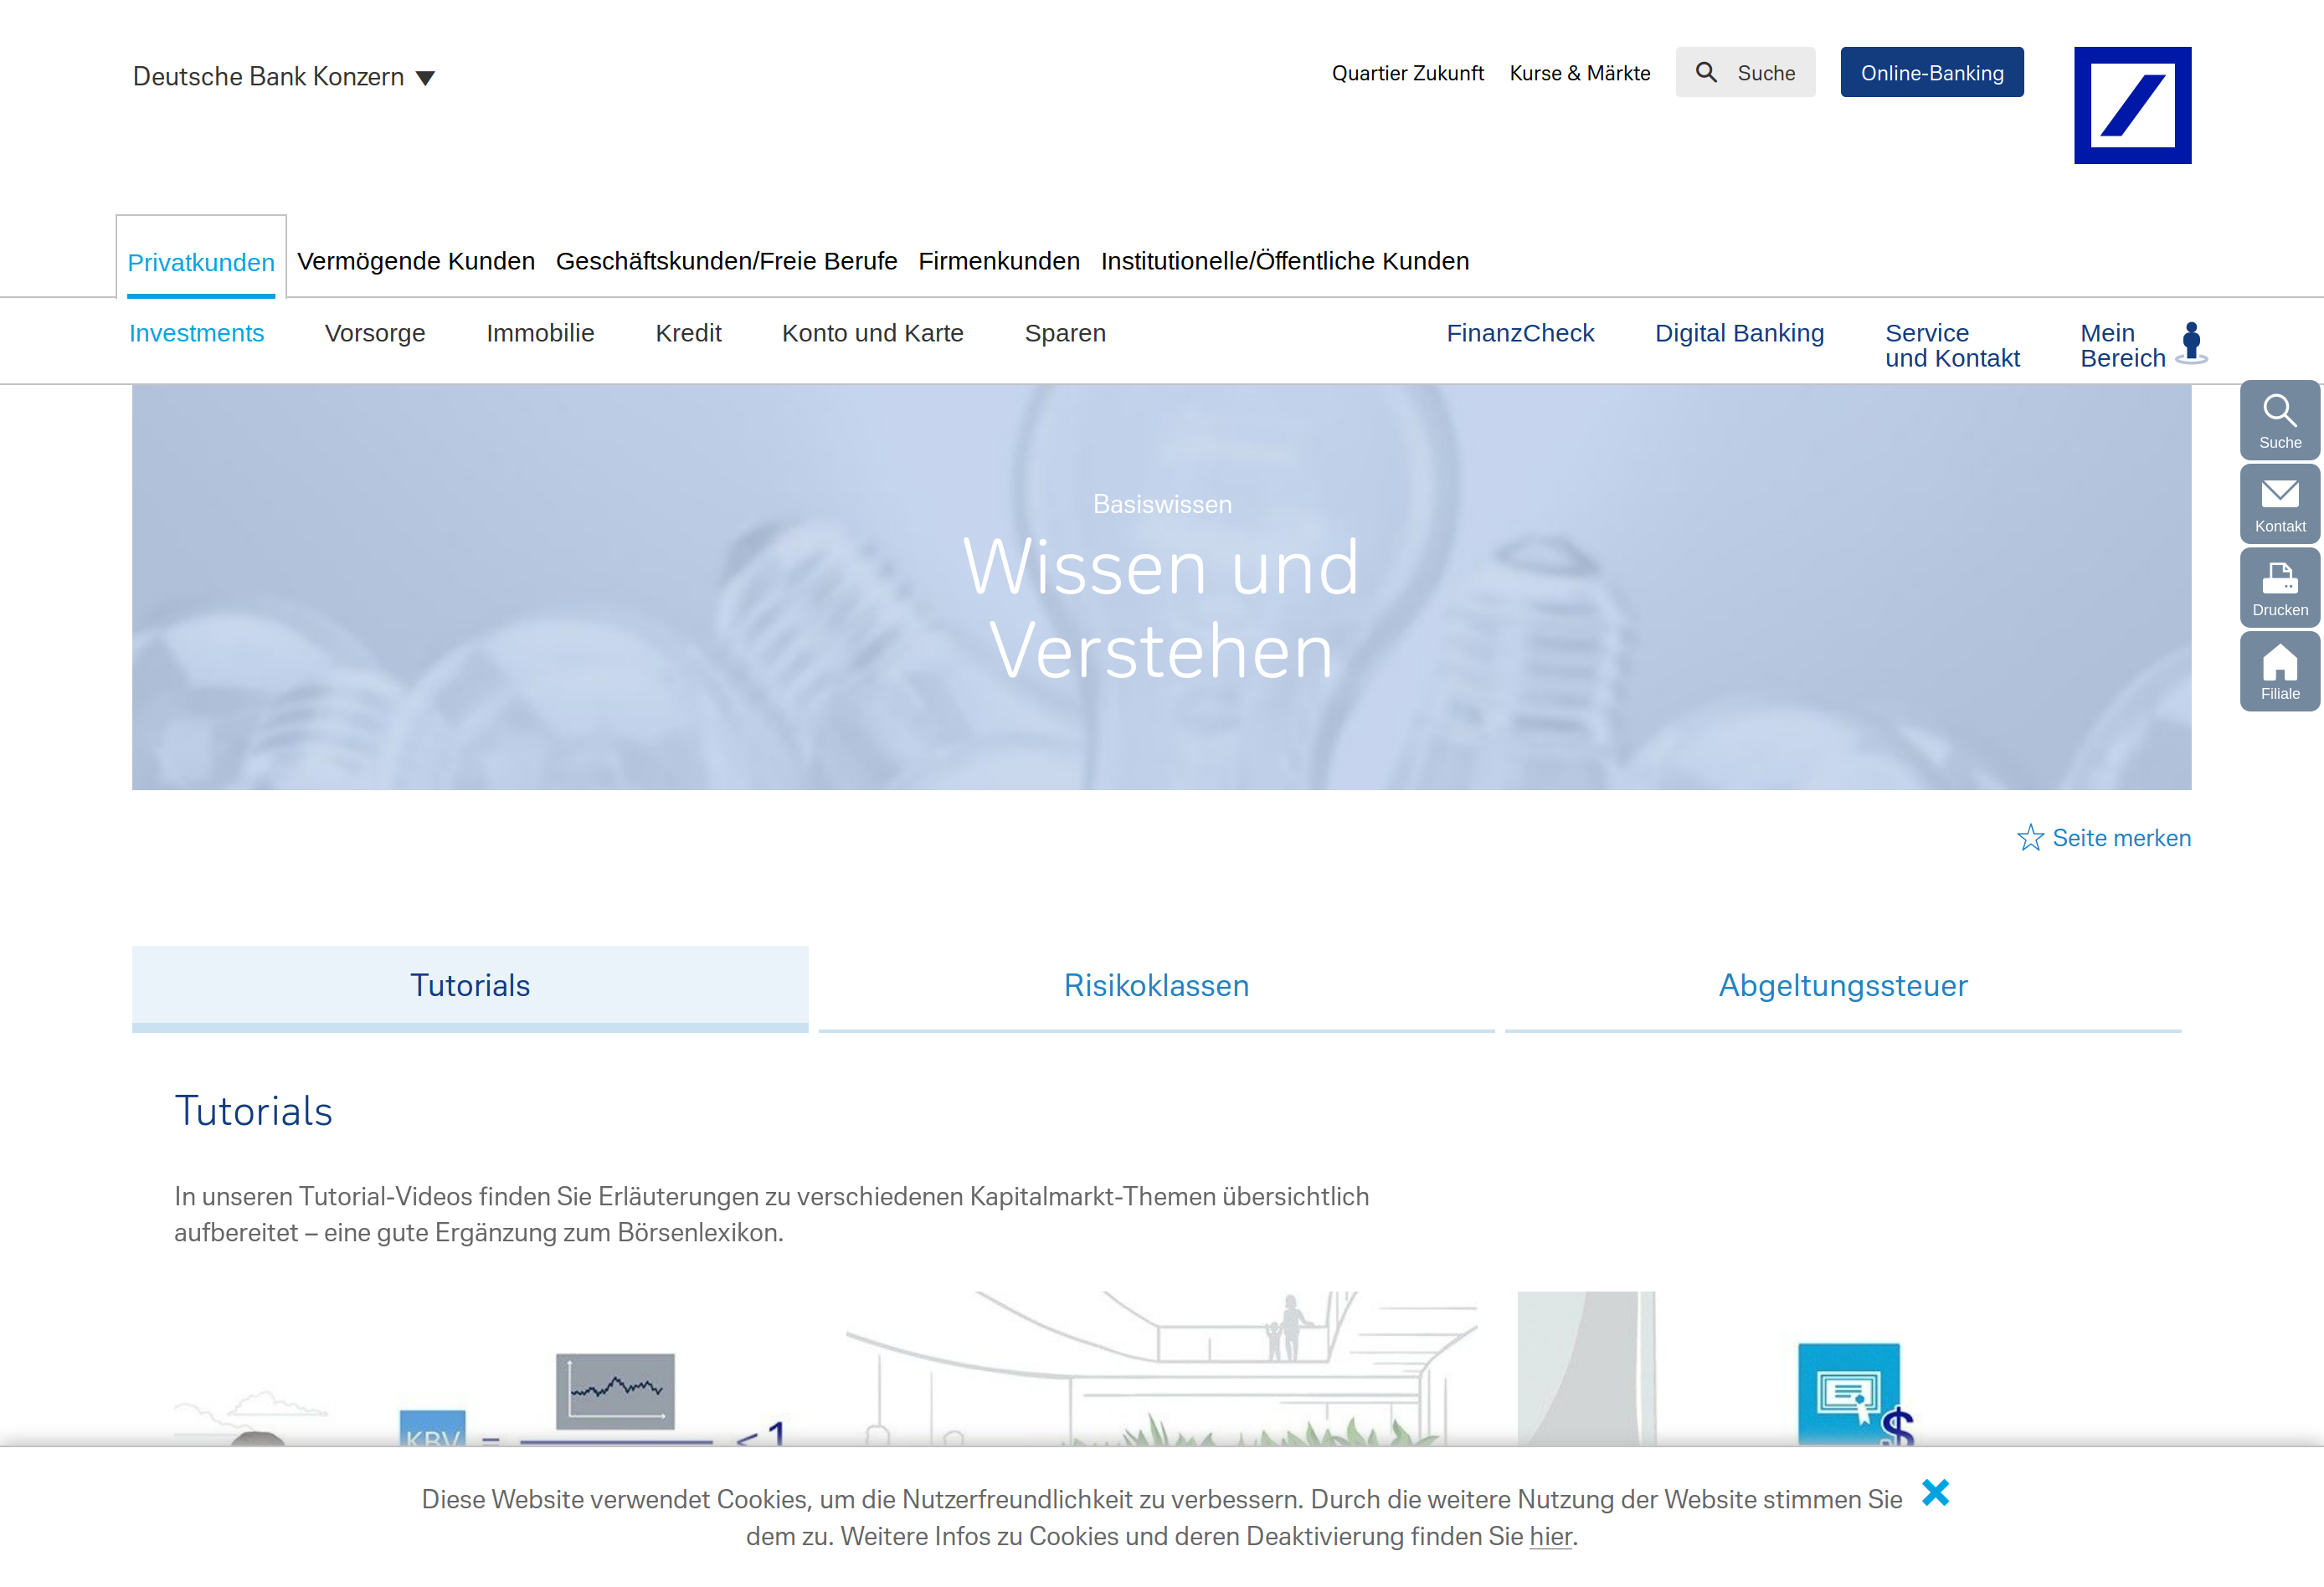 Deutsche Bank Konzern
Quartier Zukunft
Kurse & Märkte
Suche
Online-Banking
Privatkunden
Vermögende Kunden
Geschäftskunden/Freie Berufe
Firmenkunden
Institutionelle/Öffentliche Kunden
Investments
Vorsorge
Immobilie
Kredit
Konto und Karte
Sparen
FinanzCheck
Digital Banking
Service
und Kontakt
Mein
Bereich
Suche
Kontakt
Drucken
Filiale
Basiswissen
Wissen und
Verstehen
Seite merken
Tutorials
Risikoklassen
Abgeltungssteuer
Tutorials
In unseren Tutorial-Videos finden Sie Erläuterungen zu verschiedenen Kapitalmarkt-Themen übersichtlich
aufbereitet – eine gute Ergänzung zum Börsenlexikon.
KBV = < 1
$
Diese Website verwendet Cookies, um die Nutzerfreundlichkeit zu verbessern. Durch die weitere Nutzung der Website stimmen Sie
dem zu. Weitere Infos zu Cookies und deren Deaktivierung finden Sie hier.